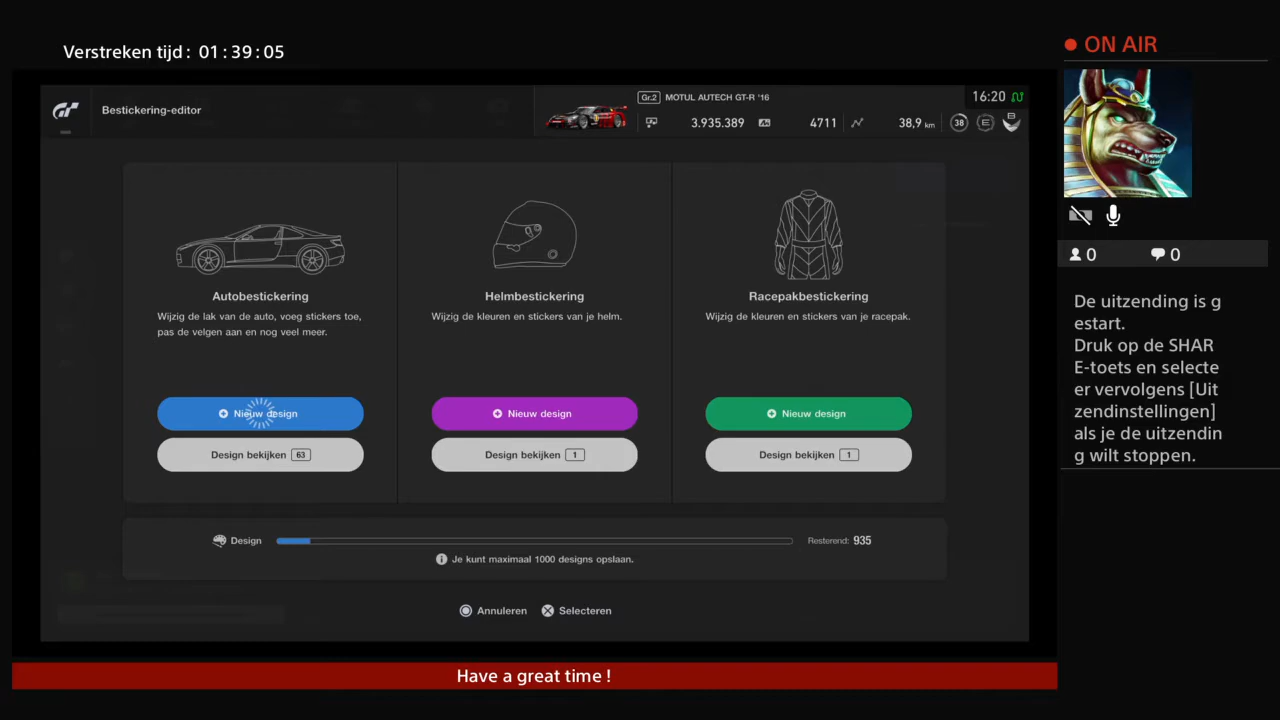 Verstreken tijd : 01 : 39 : 05
ON AIR
GT
Bestickering-editor
Gr.2 MOTUL AUTECH GT-R '16
16:20
3.935.389 4711 38,9 km 38 E B
Autobestickering
Wijzig de lak van de auto, voeg stickers toe,
pas de velgen aan en nog veel meer.
Nieuw design
Design bekijken 63
Helmbestickering
Wijzig de kleuren en stickers van je helm.
Nieuw design
Design bekijken 1
Racepakbestickering
Wijzig de kleuren en stickers van je racepak.
Nieuw design
Design bekijken 1
Design Resterend: 935
Je kunt maximaal 1000 designs opslaan.
Annuleren Selecteren
0 0
De uitzending is g
estart.
Druk op de SHAR
E-toets en selecte
er vervolgens [Uit
zendinstellingen]
als je de uitzendin
g wilt stoppen.
Have a great time !